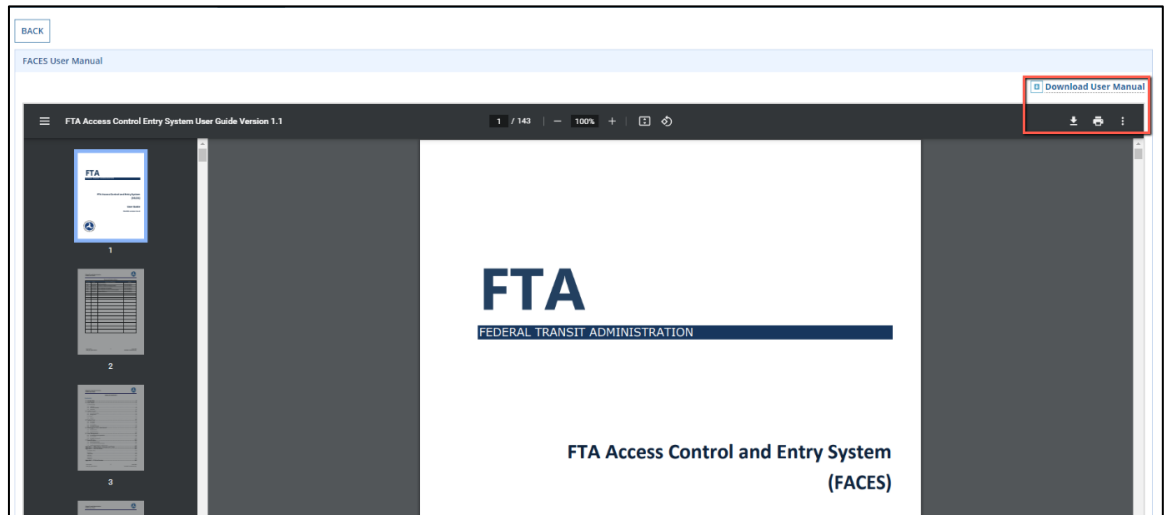 BACK
FACES User Manual
Download User Manual
FTA Access Control Entry System User Guide Version 1.1
1 / 143
100%
FTA
1
2
3
FTA
FEDERAL TRANSIT ADMINISTRATION
FTA Access Control and Entry System
(FACES)